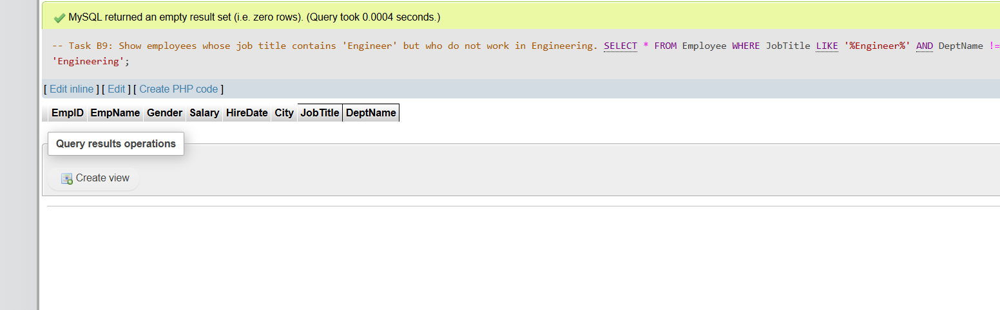 MySQL returned an empty result set (i.e. zero rows). (Query took 0.0004 seconds.)
-- Task B9: Show employees whose job title contains 'Engineer' but who do not work in Engineering. SELECT * FROM Employee WHERE JobTitle LIKE '%Engineer%' AND DeptName !=
'Engineering';
[ Edit inline ] [ Edit ] [ Create PHP code ]
EmpID EmpName Gender Salary HireDate City JobTitle DeptName
Query results operations
Create view